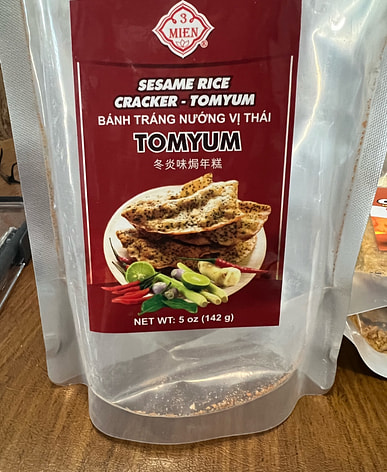 3
MIEN
®
SESAME RICE
CRACKER - TOMYUM
BÁNH TRÁNG NƯỚNG VỊ THÁI
TOMYUM
冬炎味焗年糕
NET WT: 5 oz (142 g)